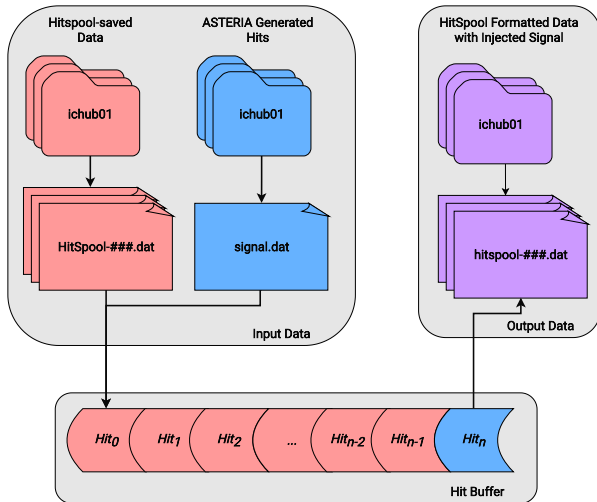 Hitspool-saved
Data
ASTERIA Generated
Hits
HitSpool Formatted Data
with Injected Signal
ichub01
ichub01
ichub01
HitSpool-###.dat
signal.dat
hitspool-###.dat
Input Data
Output Data
Hit0
Hit1
Hit2
...
Hitn-2
Hitn-1
Hitn
Hit Buffer